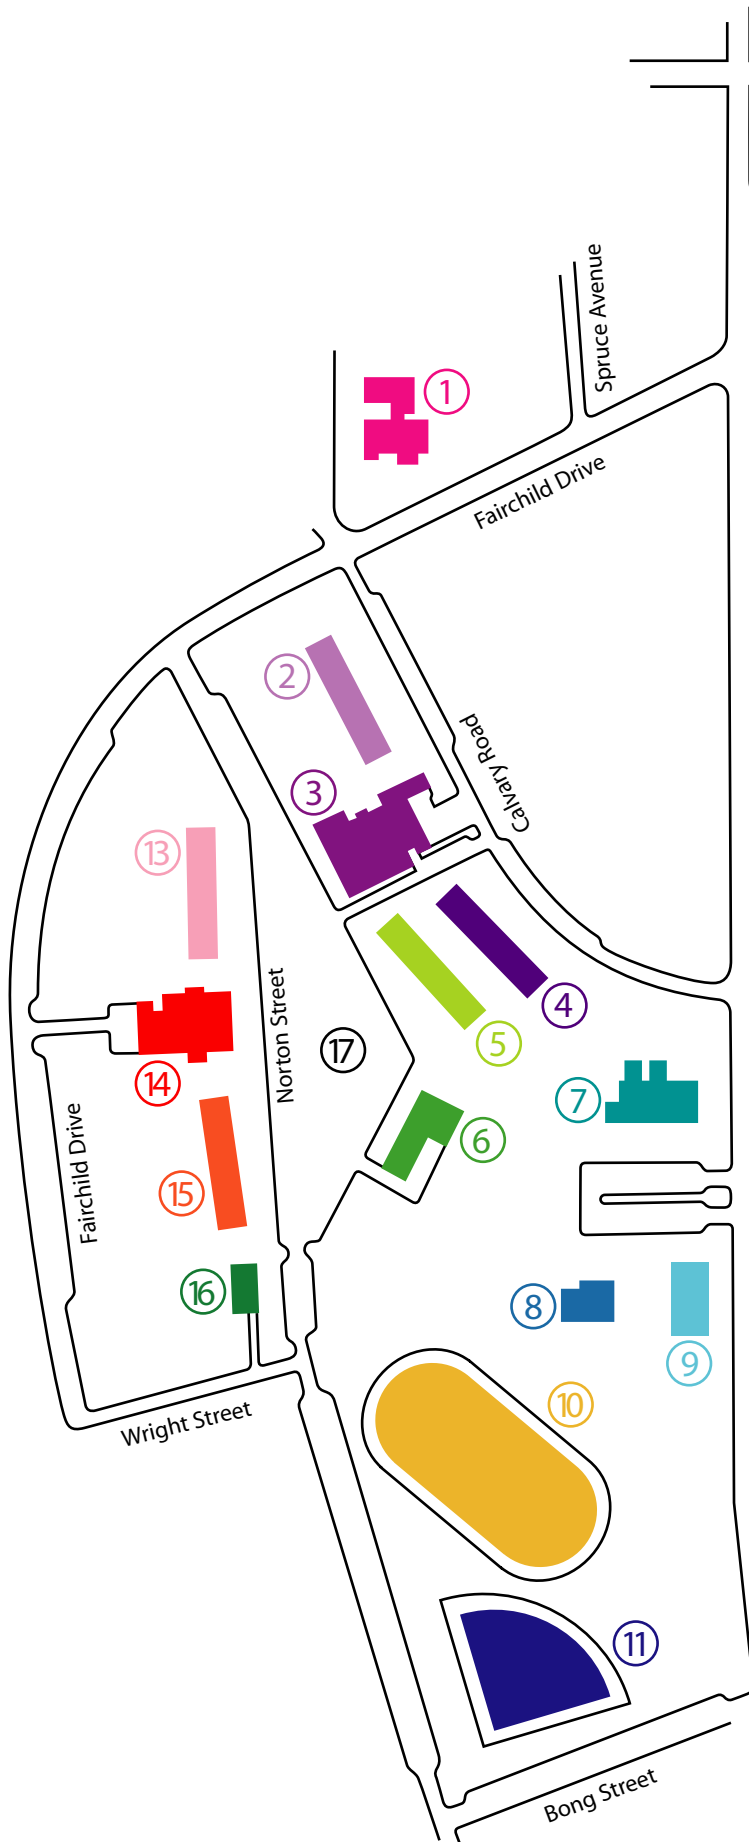 Spruce Avenue
1
Fairchild Drive
2
Calvary Road
3
13
4
Norton Street
5
17
14
7
Fairchild Drive
6
15
16
8
9
10
Wright Street
11
Bong Street